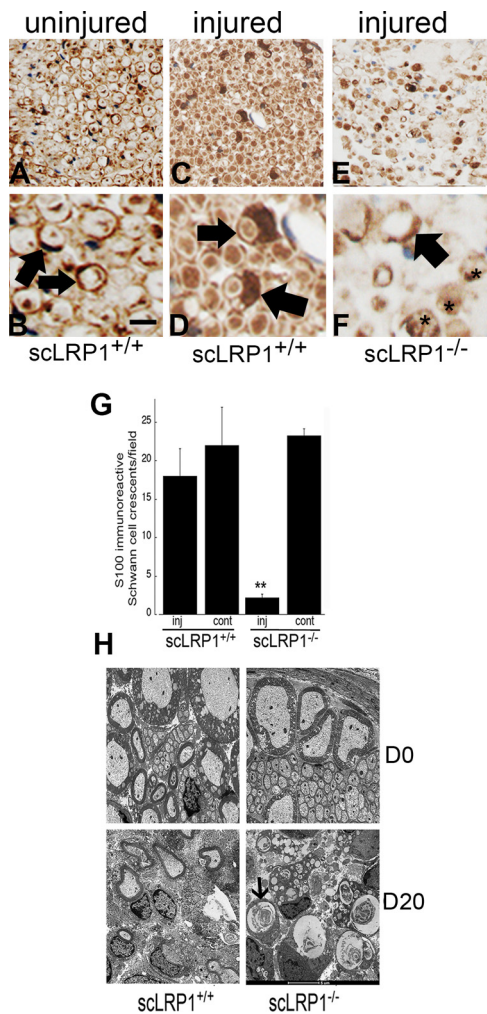 uninjured injured injured
A C E
B D F
* * *
scLRP1+/+ scLRP1+/+ scLRP1-/-
G
S100 immunoreactive
Schwann cell crescents/field
25
20
15
10
5
0
**
inj cont inj cont
scLRP1+/+ scLRP1-/-
H
D0
D20
scLRP1+/+ scLRP1-/-